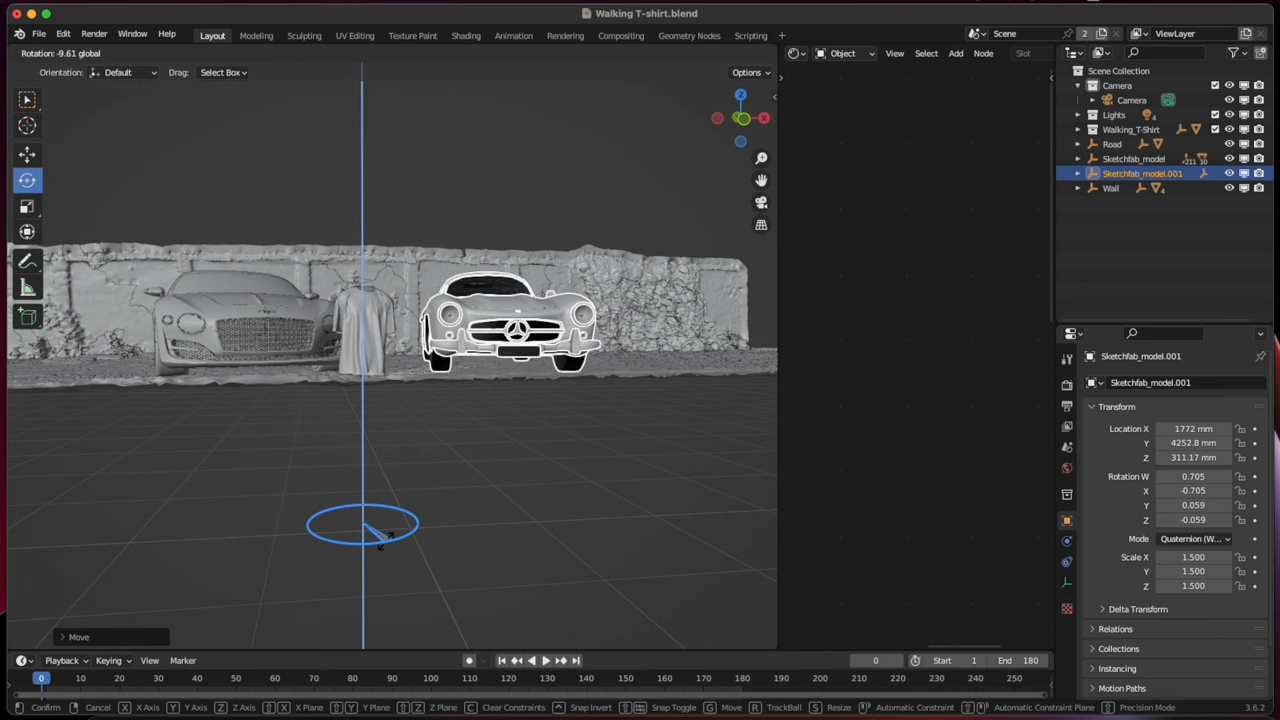 Walking T-shirt.blend
File Edit Render Window Help Layout Modeling Sculpting UV Editing Texture Paint Shading Animation Rendering Compositing Geometry Nodes Scripting + Scene 2 ViewLayer
Rotation: -9.61 global
Object View Select Add Node Slot
Orientation: Default Drag: Select Box Options
Z
X
Scene Collection
Camera
Camera
Lights 4
Walking_T-Shirt
Road
Sketchfab_model 211 10
Sketchfab_model.001
Wall 4
Sketchfab_model.001
Sketchfab_model.001
Transform
Location X 1772 mm
Y 4252.8 mm
Z 311.17 mm
Rotation W 0.705
X -0.705
Y 0.059
Z -0.059
Mode Quaternion (W...
Scale X 1.500
Y 1.500
Z 1.500
Delta Transform
Relations
Collections
Instancing
Motion Paths
Move
Playback Keying View Marker 0 Start 1 End 180
0 10 20 30 40 50 60 70 80 90 100 110 120 130 140 150 160 170 180 190 200 210 220 230 240 250
Confirm Cancel X X Axis Y Y Axis Z Z Axis X X Plane Y Y Plane Z Z Plane C Clear Constraints Snap Invert Snap Toggle G Move R TrackBall S Resize Automatic Constraint Automatic Constraint Plane Precision Mode 3.6.2